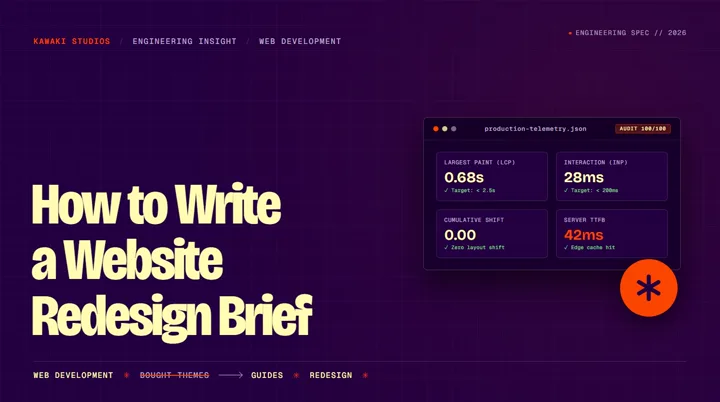 KAWAKI STUDIOS / ENGINEERING INSIGHT / WEB DEVELOPMENT
ENGINEERING SPEC // 2026
production-telemetry.json
AUDIT 100/100
LARGEST PAINT (LCP)
0.68s
✓ Target: < 2.5s
INTERACTION (INP)
28ms
✓ Target: < 200ms
CUMULATIVE SHIFT
0.00
✓ Zero layout shift
SERVER TTFB
42ms
✓ Edge cache hit
How to Write
a Website
Redesign Brief
WEB DEVELOPMENT * BOUGHT THEMES → GUIDES * REDESIGN *